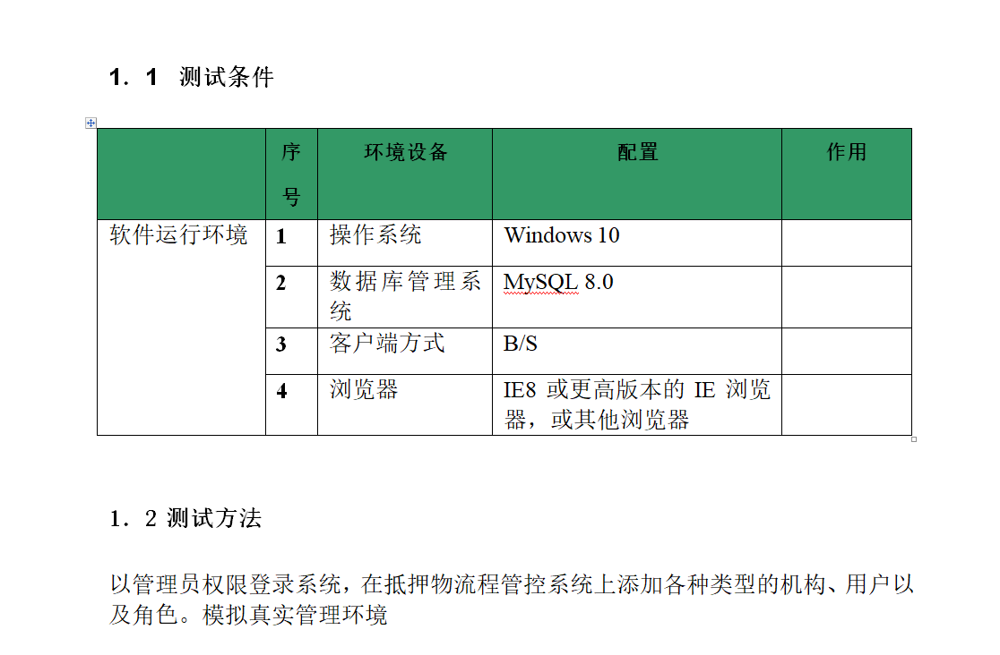 1．1 测试条件
序号 环境设备 配置 作用
软件运行环境 1 操作系统 Windows 10
2 数据库管理系统 MySQL 8.0
3 客户端方式 B/S
4 浏览器 IE8 或更高版本的 IE 浏览器，或其他浏览器
1．2 测试方法
以管理员权限登录系统，在抵押物流程管控系统上添加各种类型的机构、用户以
及角色。模拟真实管理环境